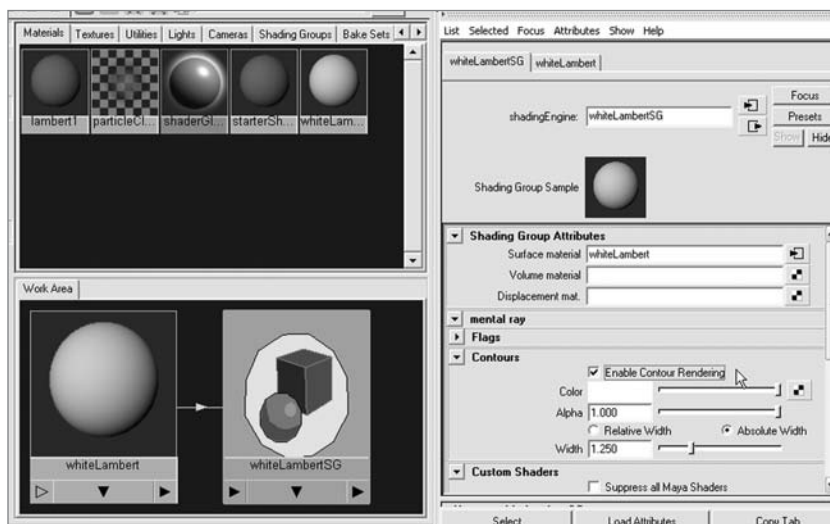 Materials Textures Utilities Lights Cameras Shading Groups Bake Sets
lambert1 particleCl... shaderGl... starterSh... whiteLam...
Work Area
whiteLambert whiteLambertSG
List Selected Focus Attributes Show Help
whiteLambertSG whiteLambert
shadingEngine: whiteLambertSG
Focus
Presets
Show Hide
Shading Group Sample
Shading Group Attributes
Surface material whiteLambert
Volume material
Displacement mat.
mental ray
Flags
Contours
Enable Contour Rendering
Color
Alpha 1.000
Relative Width Absolute Width
Width 1.250
Custom Shaders
Suppress all Maya Shaders
Select Load Attributes Copy Tab